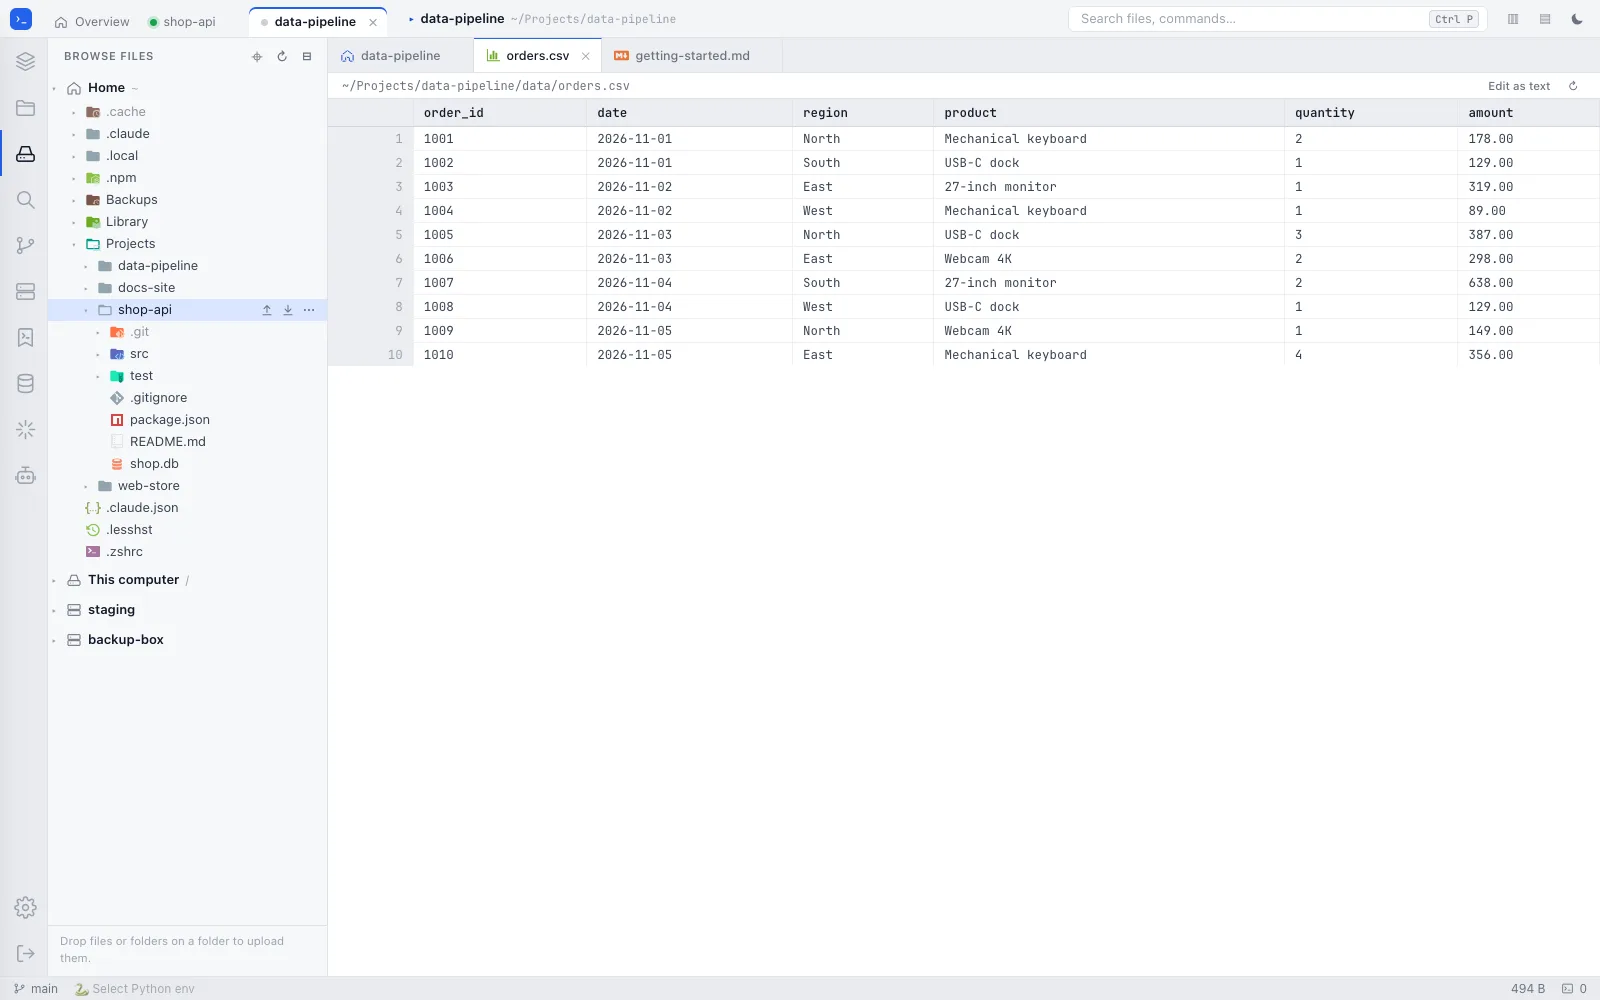 Overview
shop-api
data-pipeline
data-pipeline ~/Projects/data-pipeline
Search files, commands...
Ctrl P
BROWSE FILES
Home ~
.cache
.claude
.local
.npm
Backups
Library
Projects
data-pipeline
docs-site
shop-api
.git
src
test
.gitignore
package.json
README.md
shop.db
web-store
.claude.json
.lesshst
.zshrc
This computer /
staging
backup-box
Drop files or folders on a folder to upload
them.
data-pipeline
orders.csv
getting-started.md
~/Projects/data-pipeline/data/orders.csv
Edit as text
order_id date region product quantity amount
1 1001 2026-11-01 North Mechanical keyboard 2 178.00
2 1002 2026-11-01 South USB-C dock 1 129.00
3 1003 2026-11-02 East 27-inch monitor 1 319.00
4 1004 2026-11-02 West Mechanical keyboard 1 89.00
5 1005 2026-11-03 North USB-C dock 3 387.00
6 1006 2026-11-03 East Webcam 4K 2 298.00
7 1007 2026-11-04 South 27-inch monitor 2 638.00
8 1008 2026-11-04 West USB-C dock 1 129.00
9 1009 2026-11-05 North Webcam 4K 1 149.00
10 1010 2026-11-05 East Mechanical keyboard 4 356.00
main
Select Python env
494 B
0